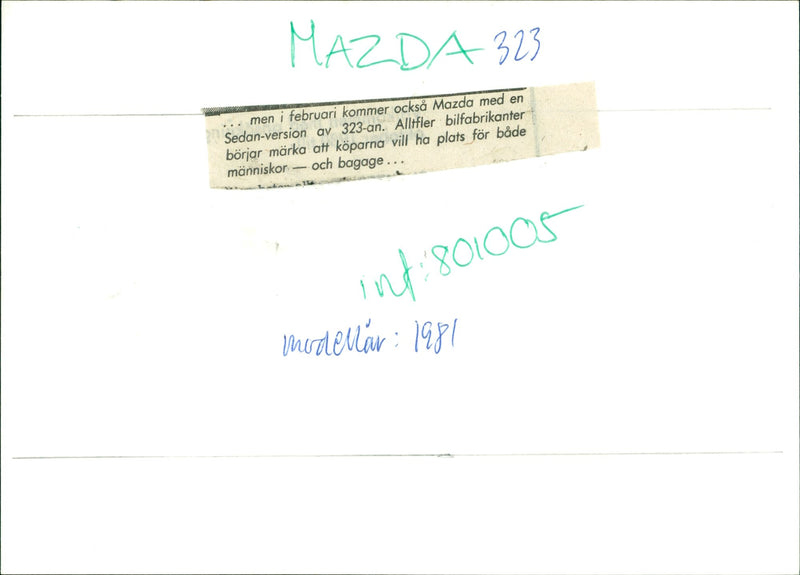 MAZDA 323
... men i februari kommer också Mazda med en
Sedan-version av 323-an. Alltfler bilfabrikanter
börjar märka att köparna vill ha plats för både
människor — och bagage...
inf: 801005
modellår: 1981